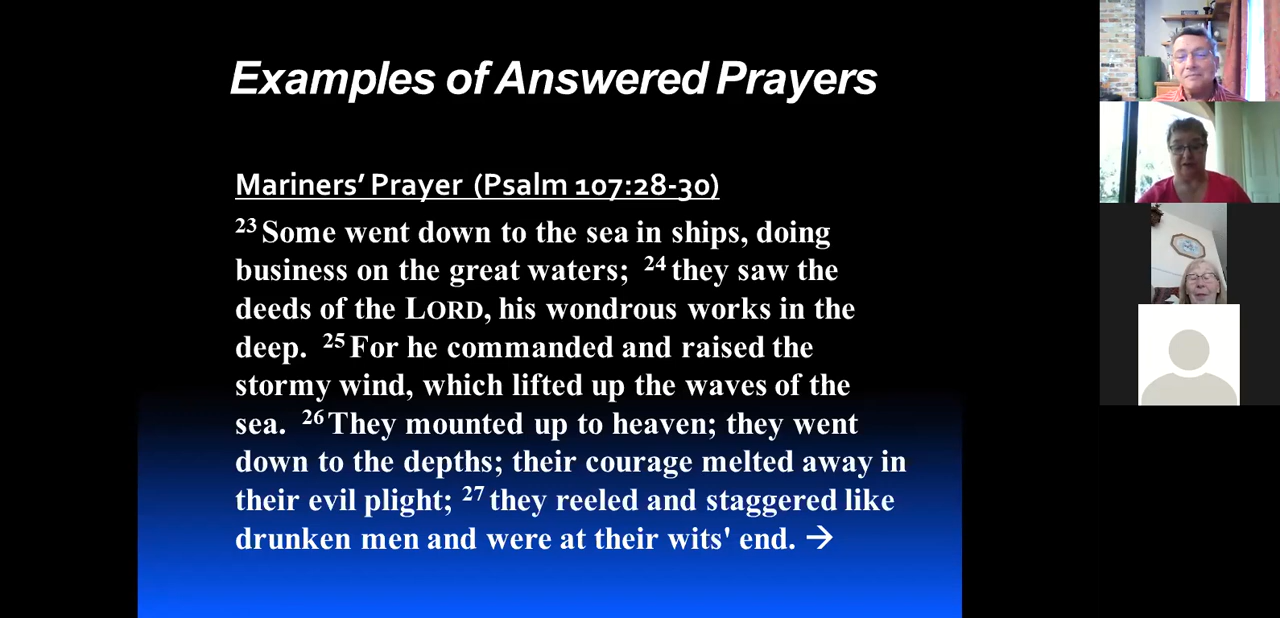 Examples of Answered Prayers
Mariners’ Prayer (Psalm 107:28-30)
23 Some went down to the sea in ships, doing
business on the great waters; 24 they saw the
deeds of the LORD, his wondrous works in the
deep. 25 For he commanded and raised the
stormy wind, which lifted up the waves of the
sea. 26 They mounted up to heaven; they went
down to the depths; their courage melted away in
their evil plight; 27 they reeled and staggered like
drunken men and were at their wits' end. →